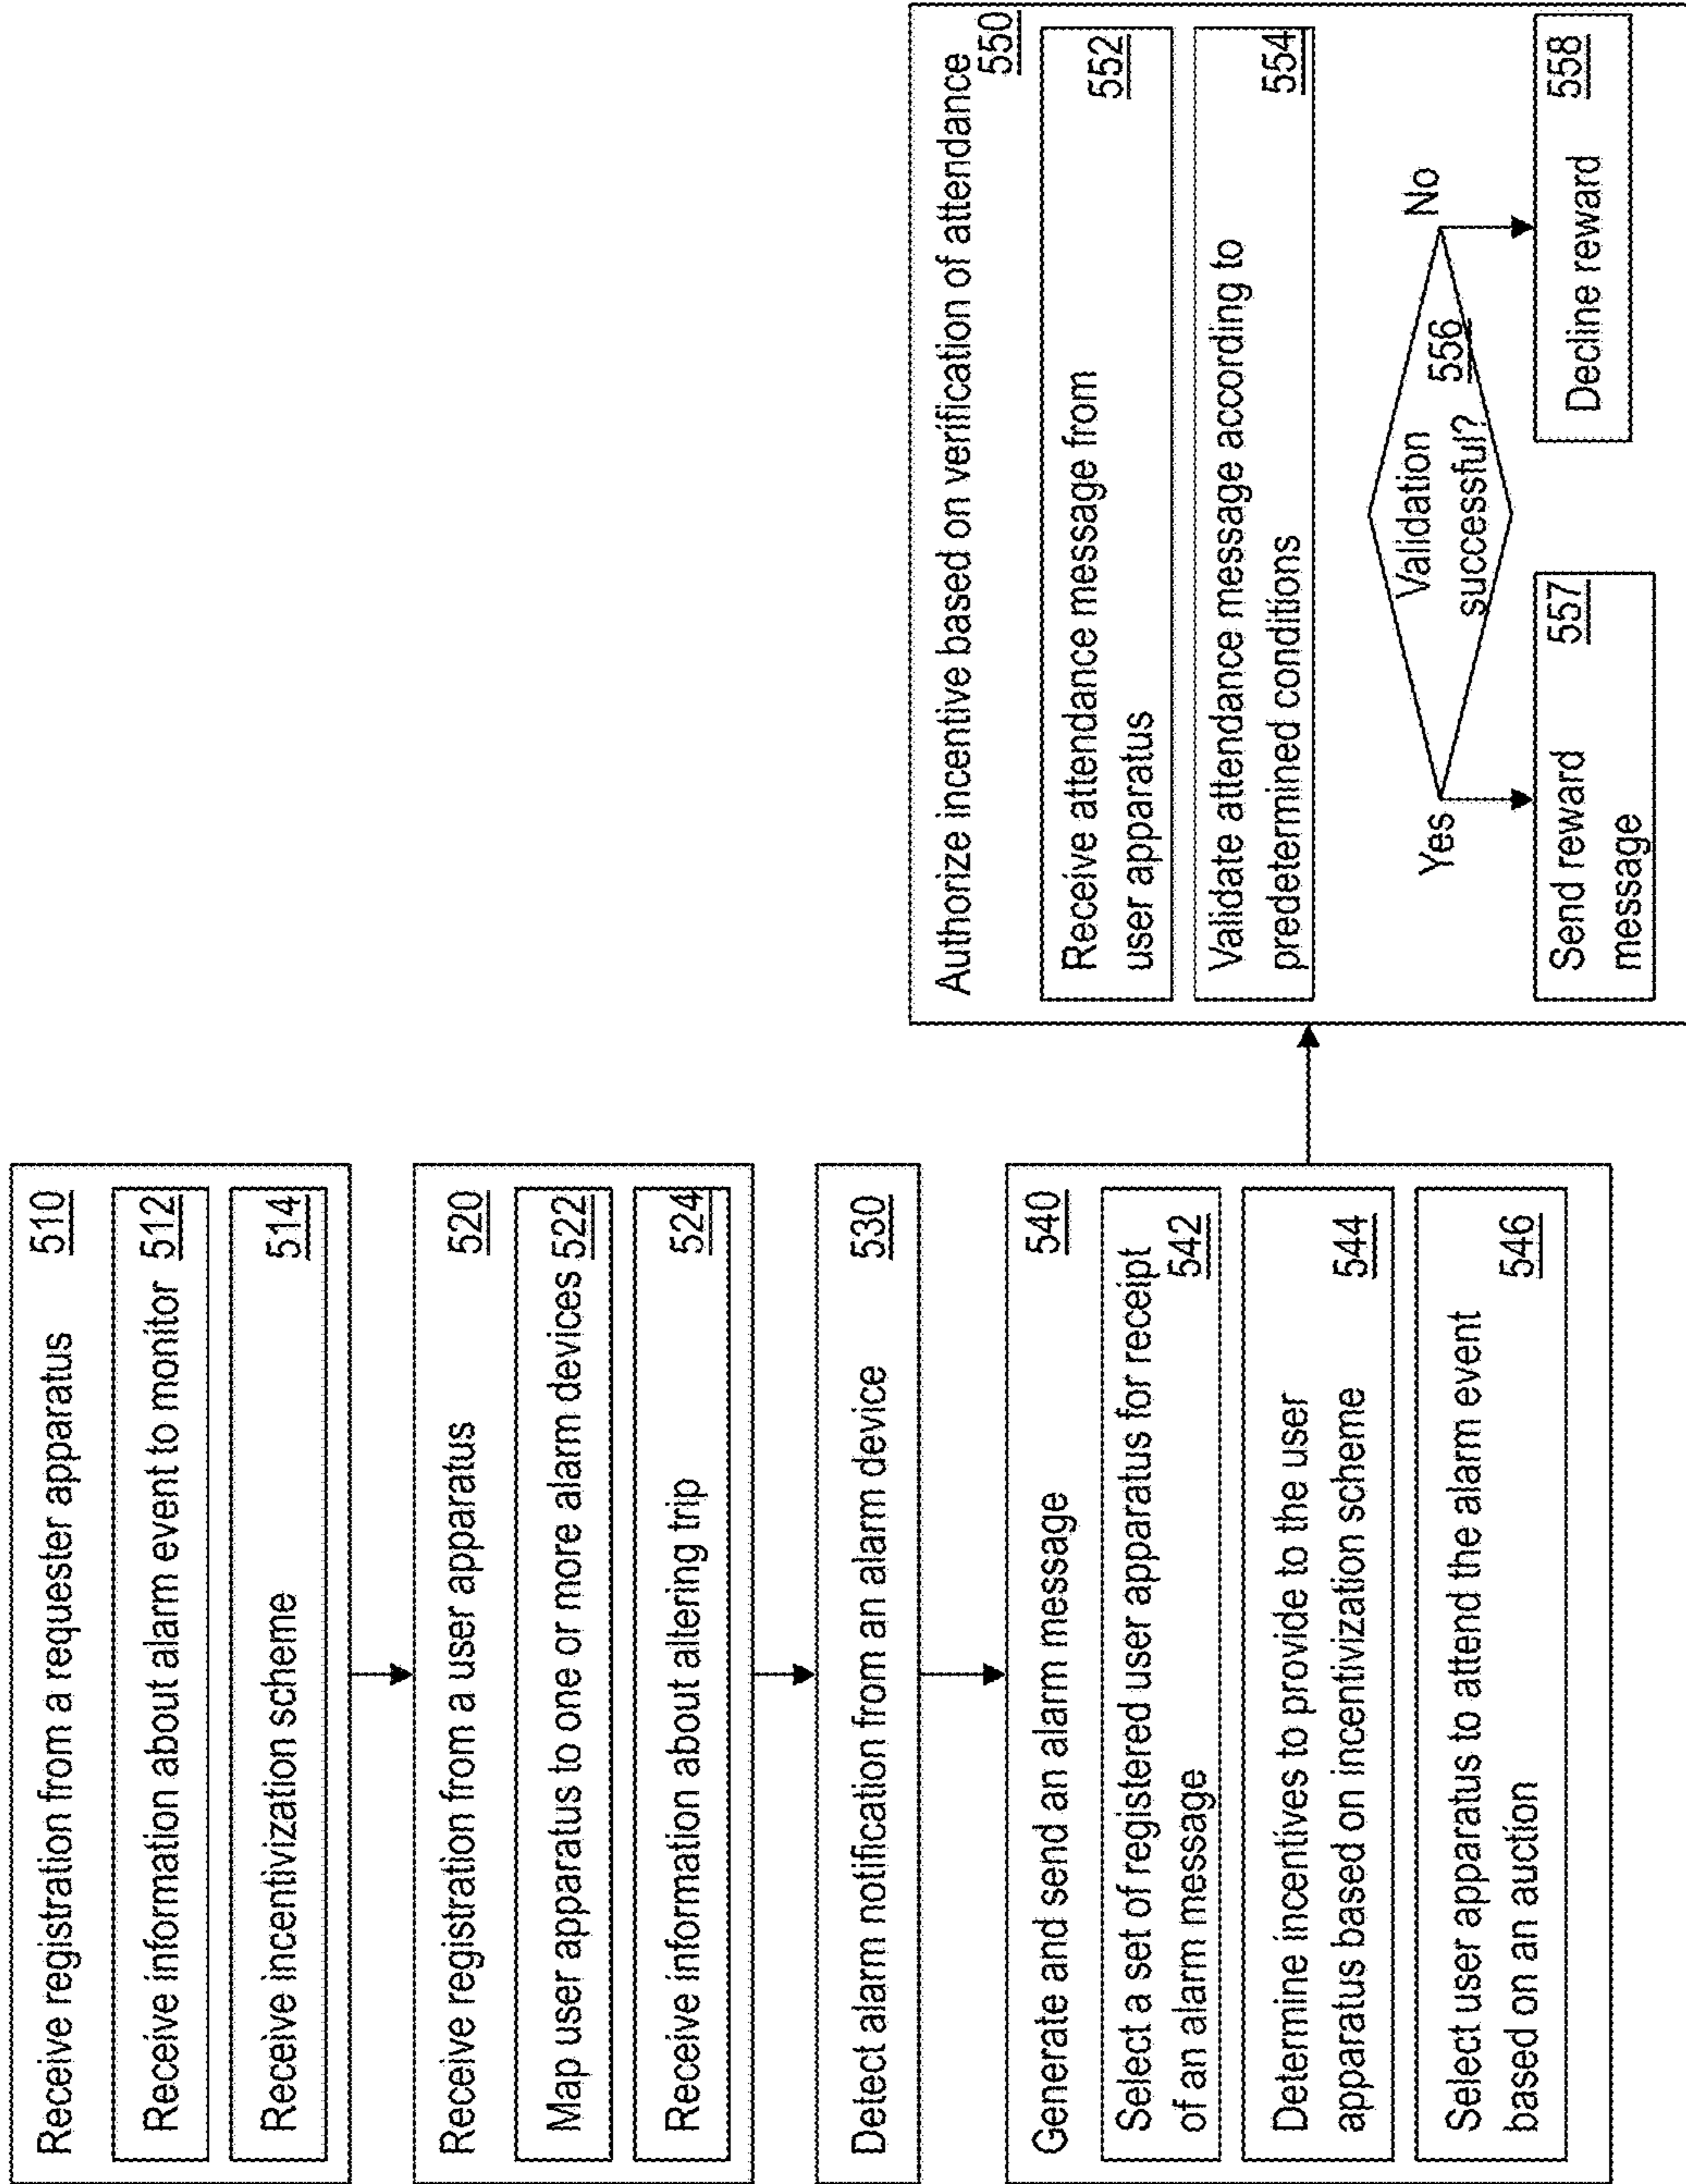 Receive registration from a requester apparatus 510
Receive information about alarm event to monitor 512
Receive incentivization scheme 514
Receive registration from a user apparatus 520
Map user apparatus to one or more alarm devices 522
Receive information about altering trip 524
Detect alarm notification from an alarm device 530
Generate and send an alarm message 540
Select a set of registered user apparatus for receipt
of an alarm message 542
Determine incentives to provide to the user
apparatus based on incentivization scheme 544
Select user apparatus to attend the alarm event
based on an auction 546
Authorize incentive based on verification of attendance
550
Receive attendance message from
user apparatus 552
Validate attendance message according to
predetermined conditions 554
Validation
successful? 556
Yes
No
Send reward 557
message
Decline reward 558